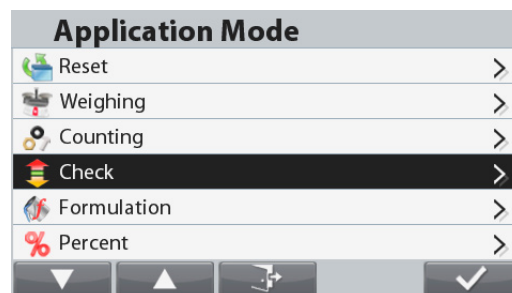 Application Mode
Reset
Weighing
Counting
Check
Formulation
Percent